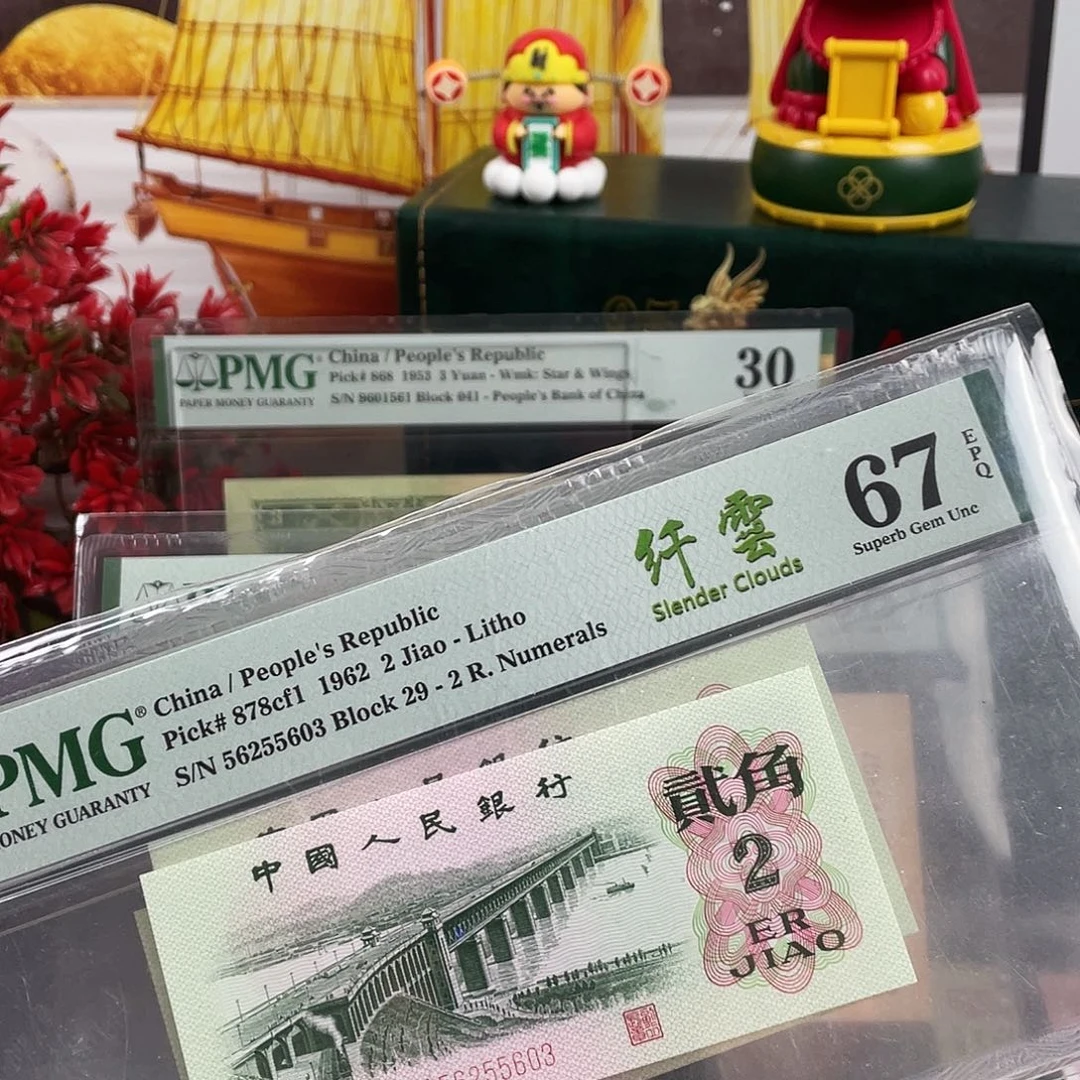 PMG
PAPER MONEY GUARANTY
China / People's Republic
Pick# 868 1953 3 Yuan - Wmk: Star & Wings
S/N 9601561 Block 041 - People's Bank of China
30
PMG®
MONEY GUARANTY
China / People's Republic
Pick# 878cf1 1962 2 Jiao - Litho
S/N 56255603 Block 29 - 2 R. Numerals
纤雲
Slender Clouds
67
EPQ
Superb Gem Unc
中國人民銀行
貳角
2
ER
JIAO
56255603